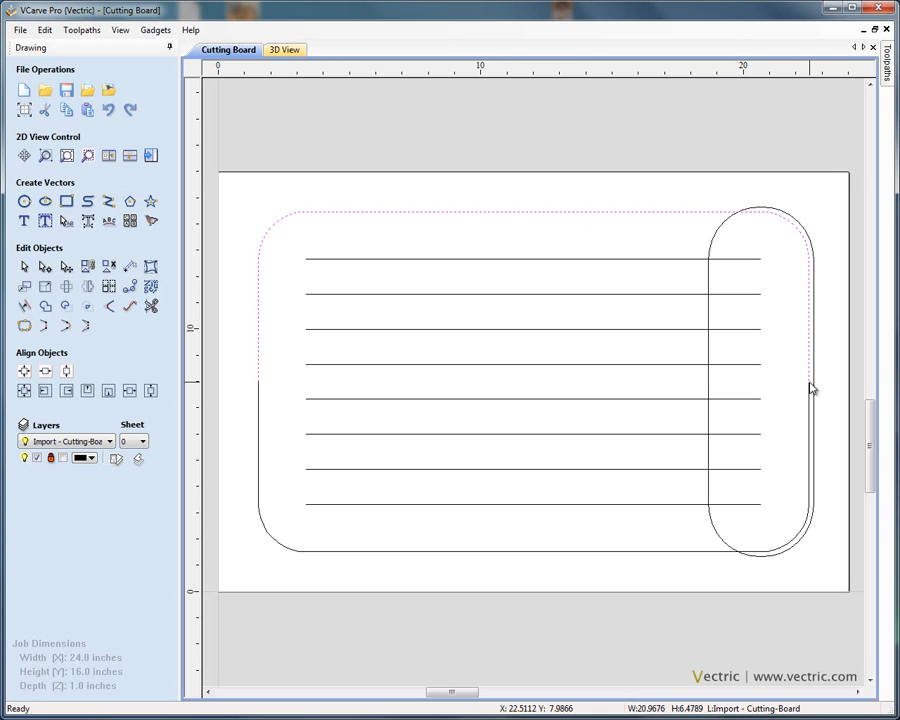 VCarve Pro {Vectric} - [Cutting Board]
File Edit Toolpaths View Gadgets Help
Drawing
Cutting Board
3D View
Toolpaths
File Operations
2D View Control
Create Vectors
Edit Objects
Align Objects
Layers
Sheet
Import - Cutting-Boa
0
0
10
20
10
0
Job Dimensions
Width (X): 24.0 inches
Height (Y): 16.0 inches
Depth (Z): 1.0 inches
Vectric | www.vectric.com
Ready
X: 22.5112 Y: 7.9866
W:20.9676 H:6.4789 L:Import - Cutting-Board